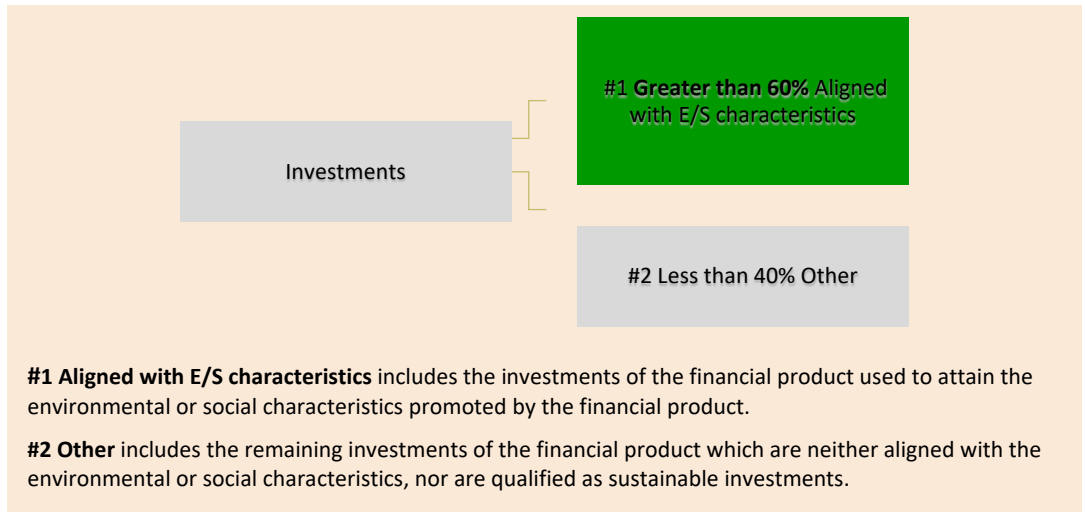 #1 Greater than 60% Aligned
with E/S characteristics
Investments
#2 Less than 40% Other
#1 Aligned with E/S characteristics includes the investments of the financial product used to attain the
environmental or social characteristics promoted by the financial product.
#2 Other includes the remaining investments of the financial product which are neither aligned with the
environmental or social characteristics, nor are qualified as sustainable investments.